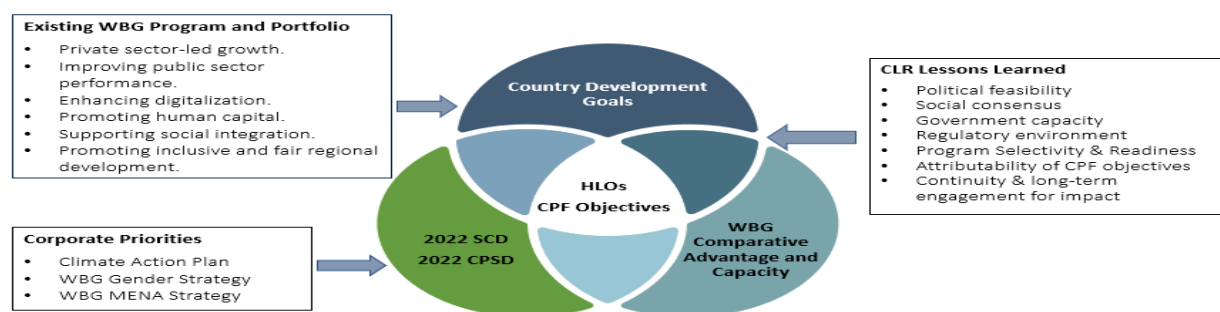 Existing WBG Program and Portfolio
• Private sector-led growth.
• Improving public sector
performance.
• Enhancing digitalization.
• Promoting human capital.
• Supporting social integration.
• Promoting inclusive and fair regional
development.
Corporate Priorities
• Climate Action Plan
• WBG Gender Strategy
• WBG MENA Strategy
Country Development
Goals
HLOs
CPF Objectives
2022 SCD
2022 CPSD
WBG
Comparative
Advantage and
Capacity
CLR Lessons Learned
• Political feasibility
• Social consensus
• Government capacity
• Regulatory environment
• Program Selectivity & Readiness
• Attributability of CPF objectives
• Continuity & long-term
engagement for impact